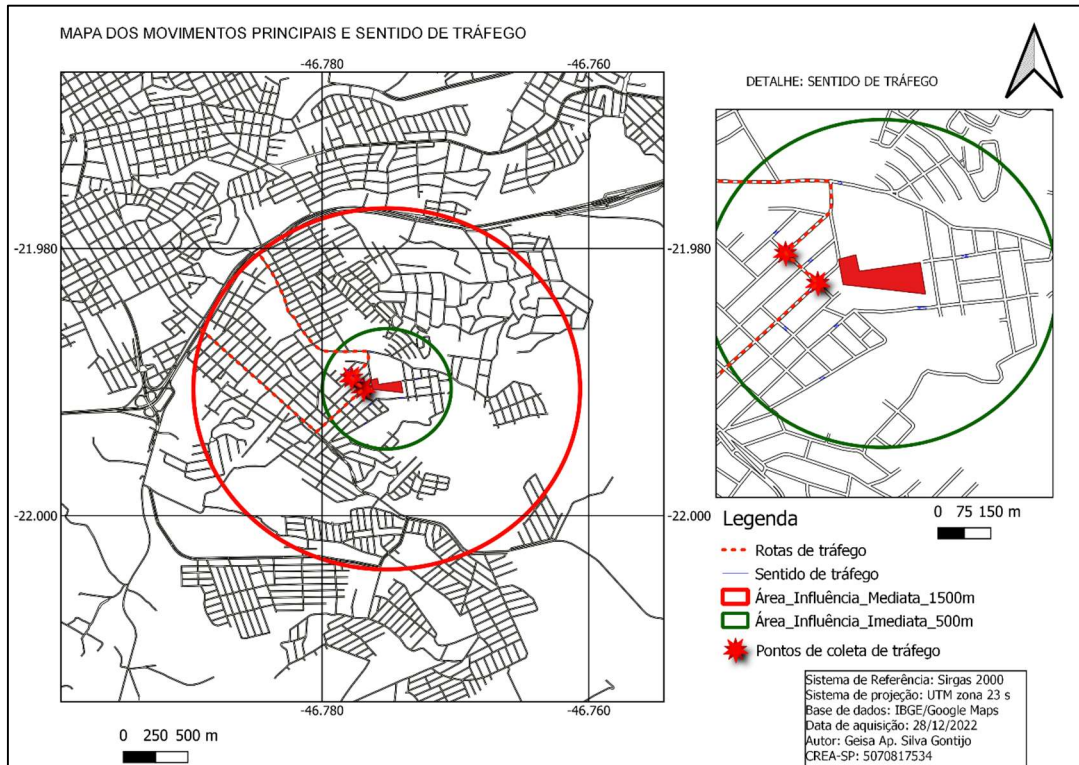 MAPA DOS MOVIMENTOS PRINCIPAIS E SENTIDO DE TRÁFEGO
-46.780
-46.760
DETALHE: SENTIDO DE TRÁFEGO
-21.980
-21.980
-22.000
-22.000
-46.780
-46.760
0 250 500 m
0 75 150 m
Legenda
Rotas de tráfego
Sentido de tráfego
Área_Influência_Mediata_1500m
Área_Influência_Imediata_500m
Pontos de coleta de tráfego
Sistema de Referência: Sirgas 2000
Sistema de projeção: UTM zona 23 s
Base de dados: IBGE/Google Maps
Data de aquisição: 28/12/2022
Autor: Geisa Ap. Silva Gontijo
CREA-SP: 5070817534